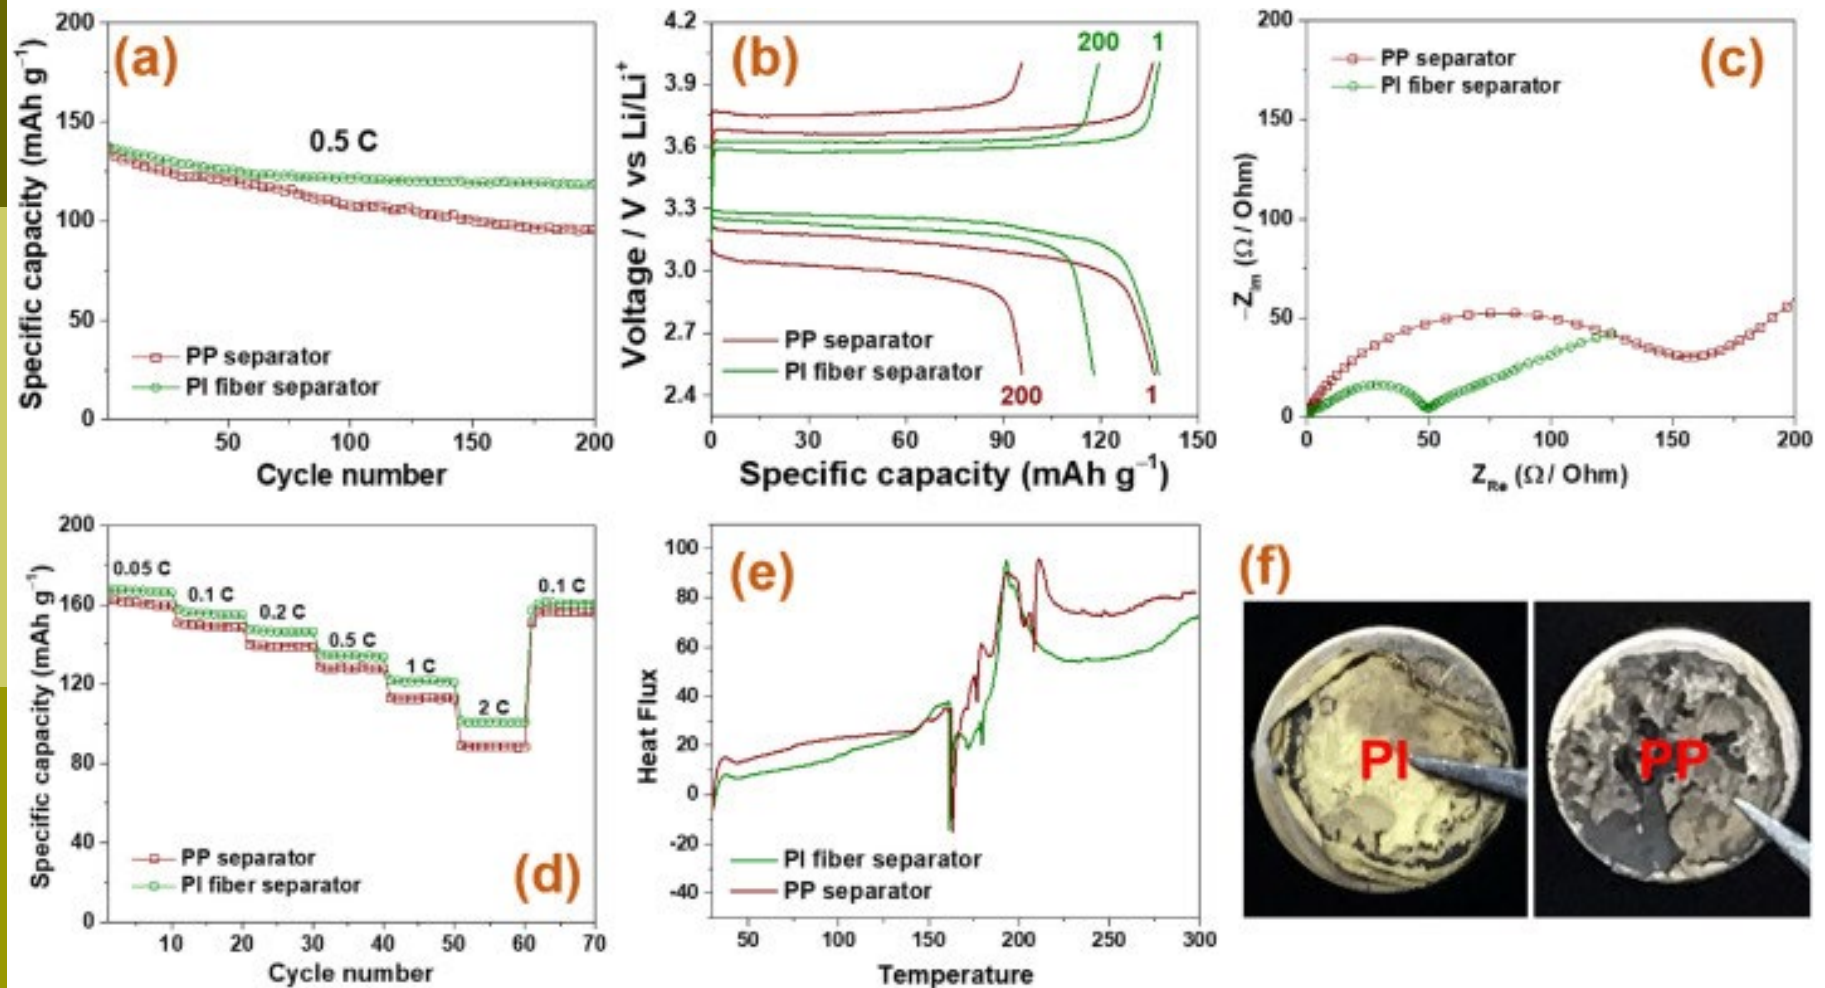 (a)
Specific capacity (mAh g⁻¹)
200
150
100
50
0
0.5 C
PP separator
PI fiber separator
50
100
150
200
Cycle number
(b)
Voltage / V vs Li/Li⁺
4.2
3.9
3.6
3.3
3.0
2.7
2.4
200
1
PP separator
PI fiber separator
200
1
0
30
60
90
120
150
Specific capacity (mAh g⁻¹)
(c)
−Z_im (Ω / Ohm)
200
150
100
50
0
PP separator
PI fiber separator
0
50
100
150
200
Z_Re (Ω / Ohm)
(d)
Specific capacity (mAh g⁻¹)
200
160
120
80
40
0
0.05 C
0.1 C
0.2 C
0.5 C
1 C
2 C
0.1 C
PP separator
PI fiber separator
10
20
30
40
50
60
70
Cycle number
(e)
Heat Flux
100
80
60
40
20
0
-20
-40
PI fiber separator
PP separator
50
100
150
200
250
300
Temperature
(f)
PI
PP